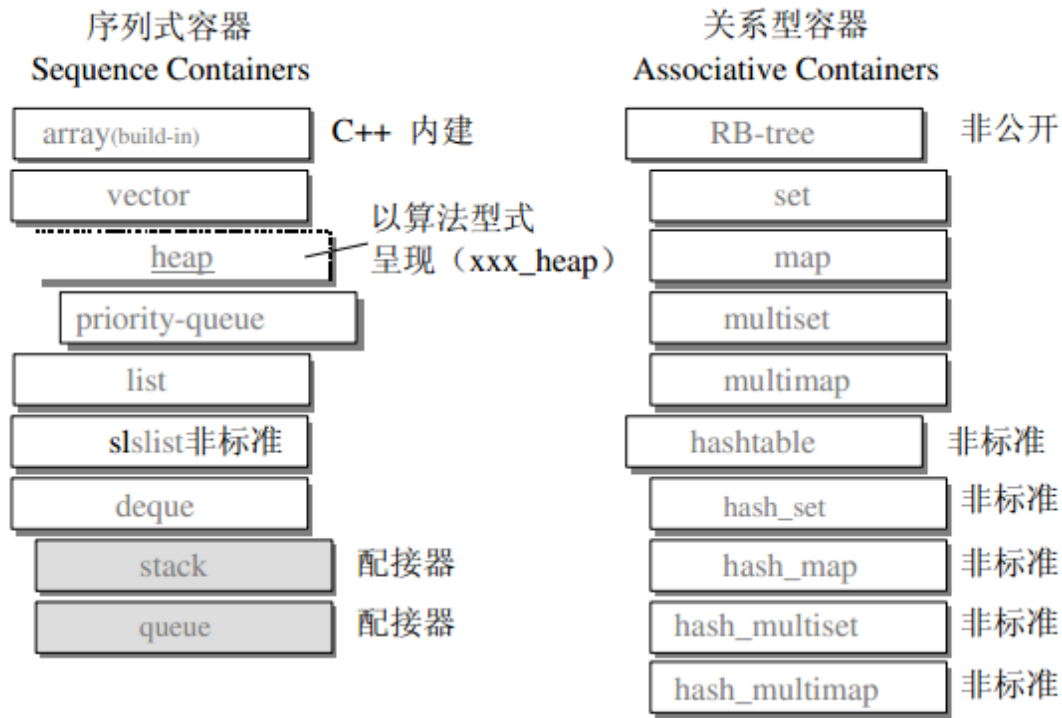 序列式容器
Sequence Containers
array(build-in)
C++ 内建
vector
heap
以算法型式
呈现（xxx_heap）
priority-queue
list
slslist非标准
deque
stack
配接器
queue
配接器
关系型容器
Associative Containers
RB-tree
非公开
set
map
multiset
multimap
hashtable
非标准
hash_set
非标准
hash_map
非标准
hash_multiset
非标准
hash_multimap
非标准